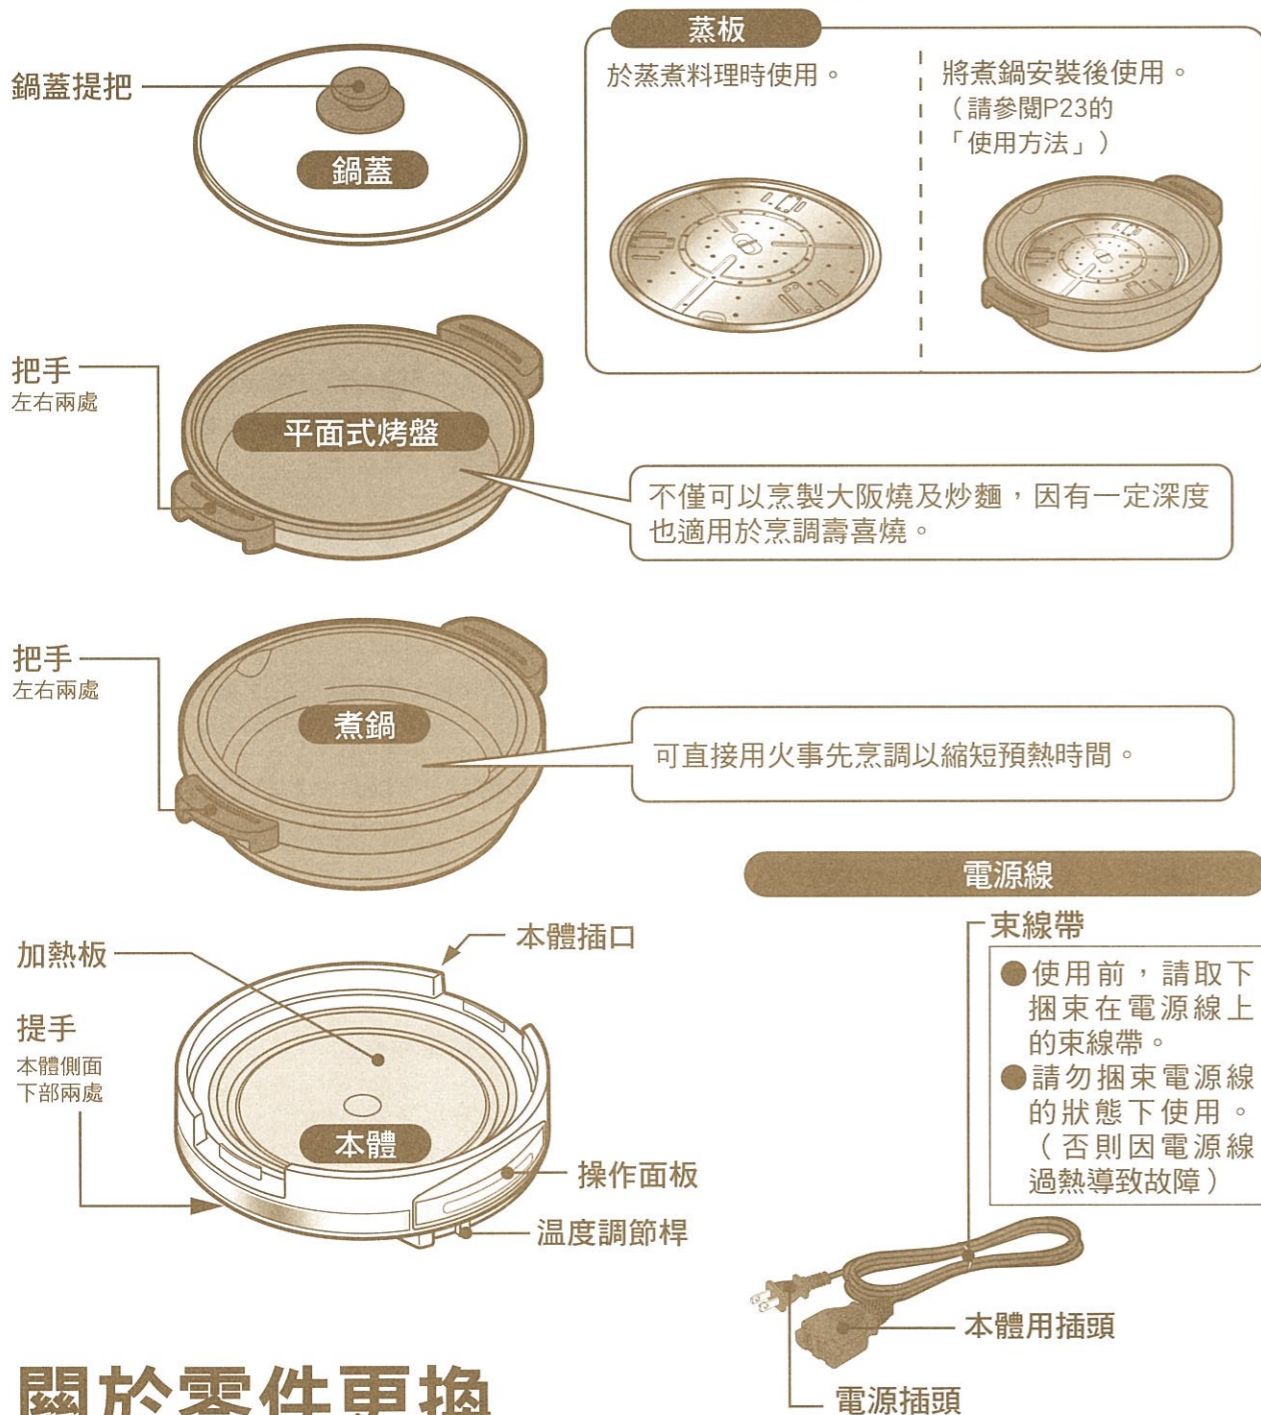 鍋蓋提把
鍋蓋
蒸板
於蒸煮料理時使用。
將煮鍋安裝後使用。
（請參閱P23的
「使用方法」）
把手
左右兩處
平面式烤盤
不僅可以烹製大阪燒及炒麵，因有一定深度
也適用於烹調壽喜燒。
把手
左右兩處
煮鍋
可直接用火事先烹調以縮短預熱時間。
加熱板
本體插口
提手
本體側面
下部兩處
本體
操作面板
温度調節桿
電源線
束線帶
●使用前，請取下
捆束在電源線上
的束線帶。
●請勿捆束電源線
的狀態下使用。
（否則因電源線
過熱導致故障）
本體用插頭
電源插頭
關於零件更換